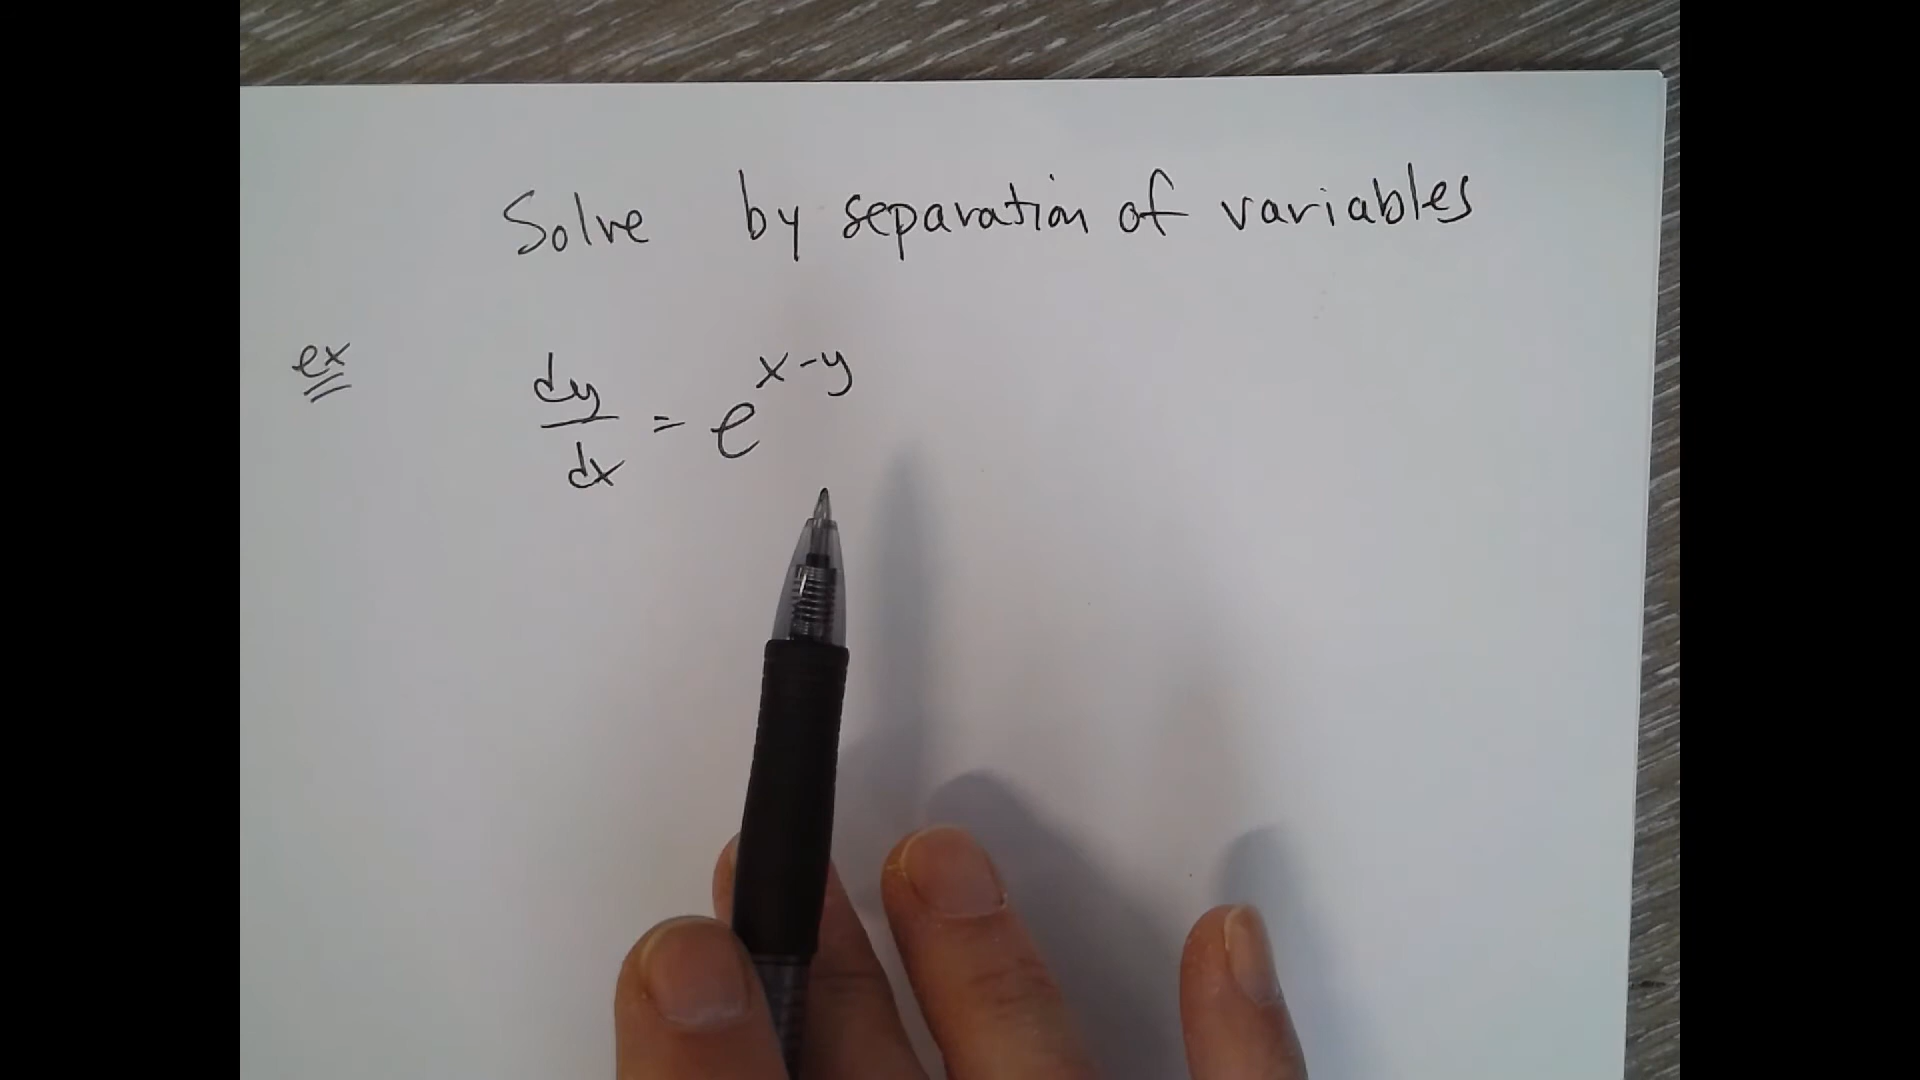 Solve by separation of variables
ex
dy/dx = e^{x-y}